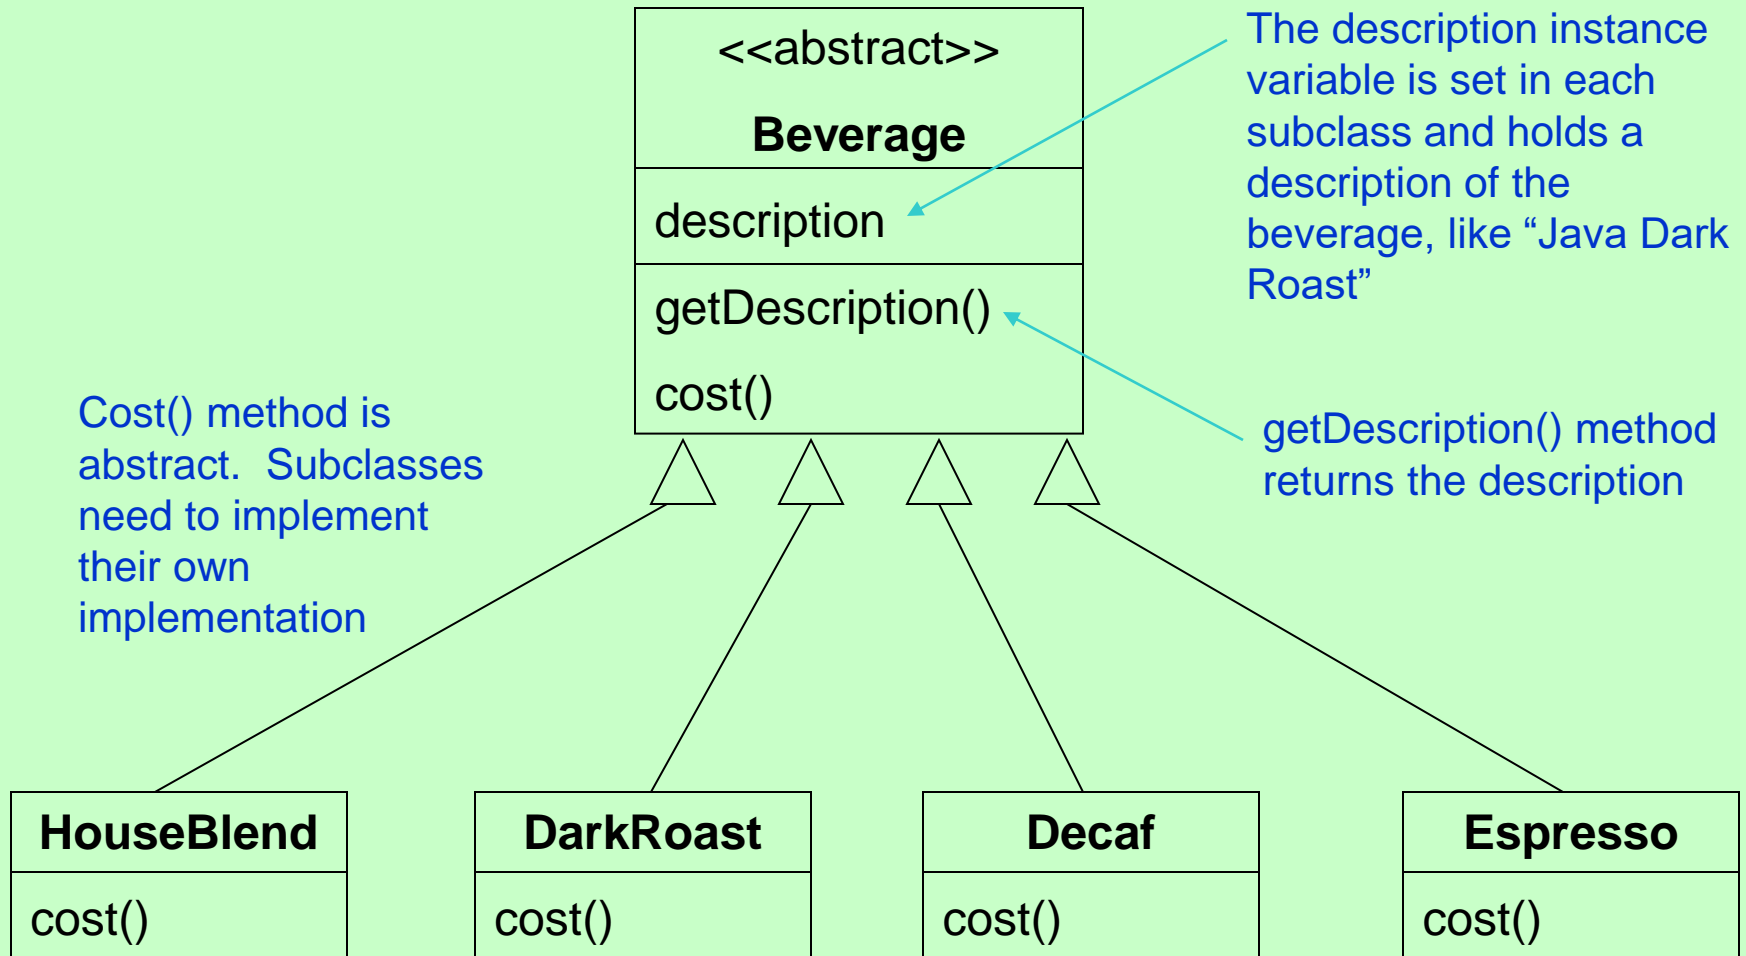 <<abstract>>
Beverage
description
getDescription()
cost()
The description instance
variable is set in each
subclass and holds a
description of the
beverage, like “Java Dark
Roast”
getDescription() method
returns the description
Cost() method is
abstract.  Subclasses
need to implement
their own
implementation
HouseBlend
cost()
DarkRoast
cost()
Decaf
cost()
Espresso
cost()